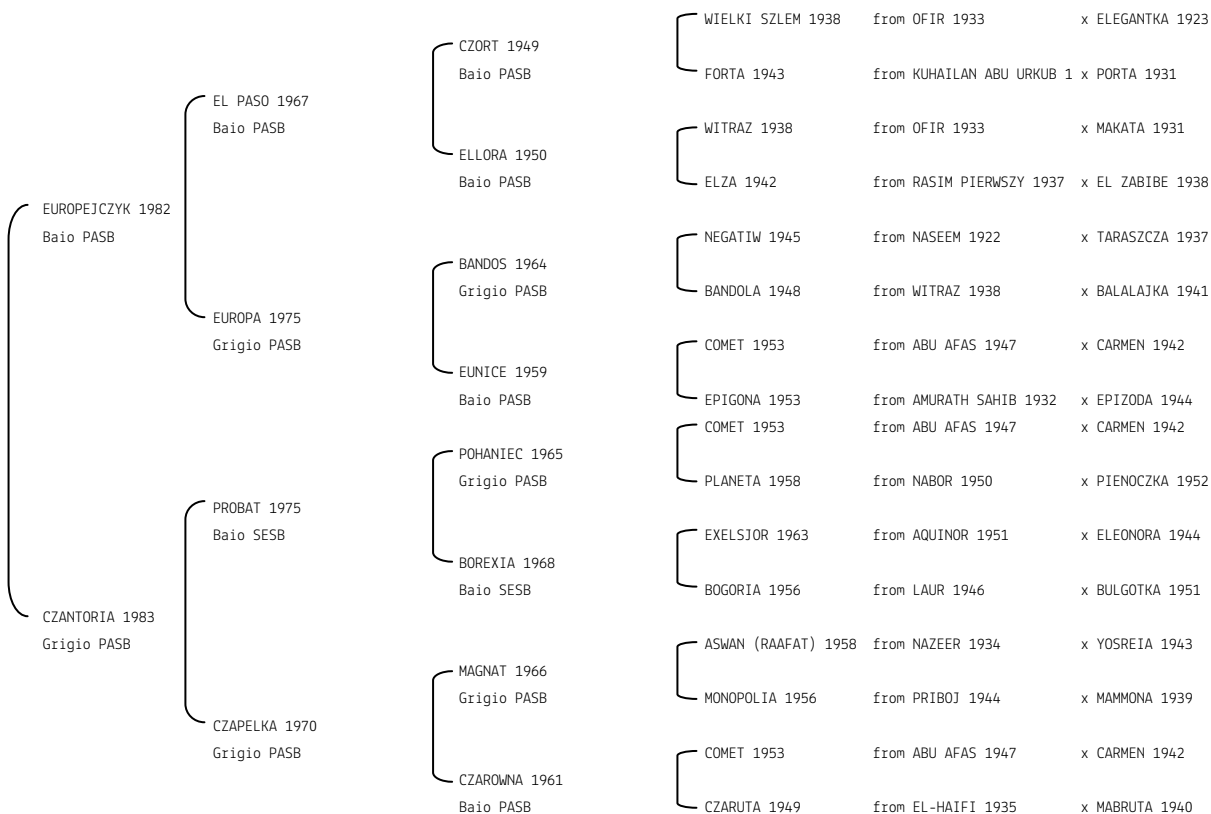 WIELKI SZLEM 1938 from OFIR 1933 x ELEGANTKA 1923
CZORT 1949
Baio PASB FORTA 1943 from KUHAILAN ABU URKUB 1 x PORTA 1931
EL PASO 1967
Baio PASB WITRAZ 1938 from OFIR 1933 x MAKATA 1931
ELLORA 1950
Baio PASB ELZA 1942 from RASIM PIERWSZY 1937 x EL ZABIBE 1938
EUROPEJCZYK 1982
Baio PASB NEGATIW 1945 from NASEEM 1922 x TARASZCZA 1937
BANDOS 1964
Grigio PASB BANDOLA 1948 from WITRAZ 1938 x BALALAJKA 1941
EUROPA 1975
Grigio PASB COMET 1953 from ABU AFAS 1947 x CARMEN 1942
EUNICE 1959
Baio PASB EPIGONA 1953 from AMURATH SAHIB 1932 x EPIZODA 1944
COMET 1953 from ABU AFAS 1947 x CARMEN 1942
POHANIEC 1965
Grigio PASB PLANETA 1958 from NABOR 1950 x PIENOCZKA 1952
PROBAT 1975
Baio SESB EXELSJOR 1963 from AQUINOR 1951 x ELEONORA 1944
BOREXIA 1968
Baio SESB BOGORIA 1956 from LAUR 1946 x BULGOTKA 1951
CZANTORIA 1983
Grigio PASB ASWAN (RAAFAT) 1958 from NAZEER 1934 x YOSREIA 1943
MAGNAT 1966
Grigio PASB MONOPOLIA 1956 from PRIBOJ 1944 x MAMMONA 1939
CZAPELKA 1970
Grigio PASB COMET 1953 from ABU AFAS 1947 x CARMEN 1942
CZAROWNA 1961
Baio PASB CZARUTA 1949 from EL-HAIFI 1935 x MABRUTA 1940